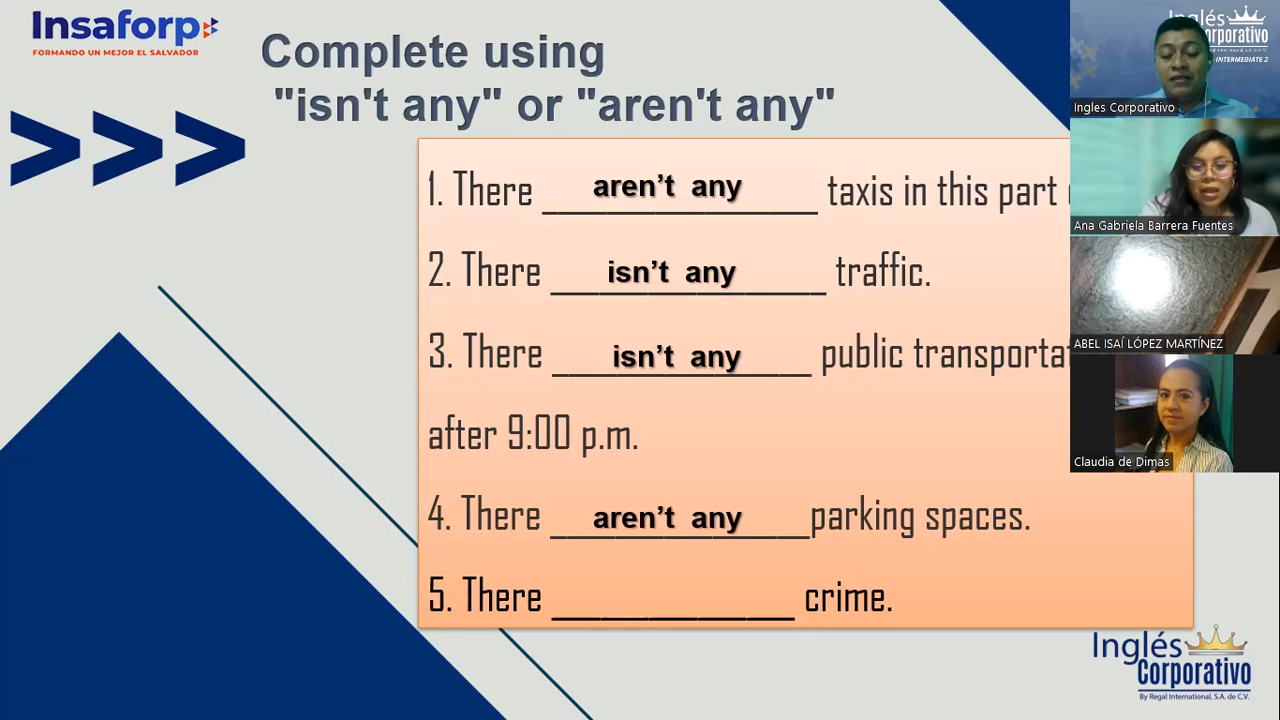 Insaforp
FORMANDO UN MEJOR EL SALVADOR
Complete using
"isn't any" or "aren't any"
1. There aren't any taxis in this part
2. There isn't any traffic.
3. There isn't any public transporta
after 9:00 p.m.
4. There aren't any parking spaces.
5. There ____________ crime.
Inglés
Corporativo
INTERMEDIATE 2
Ingles Corporativo
Ana Gabriela Barrera Fuentes
ABEL ISAÍ LÓPEZ MARTÍNEZ
Claudia de Dimas
Inglés
Corporativo
By Regal International, S.A. de C.V.